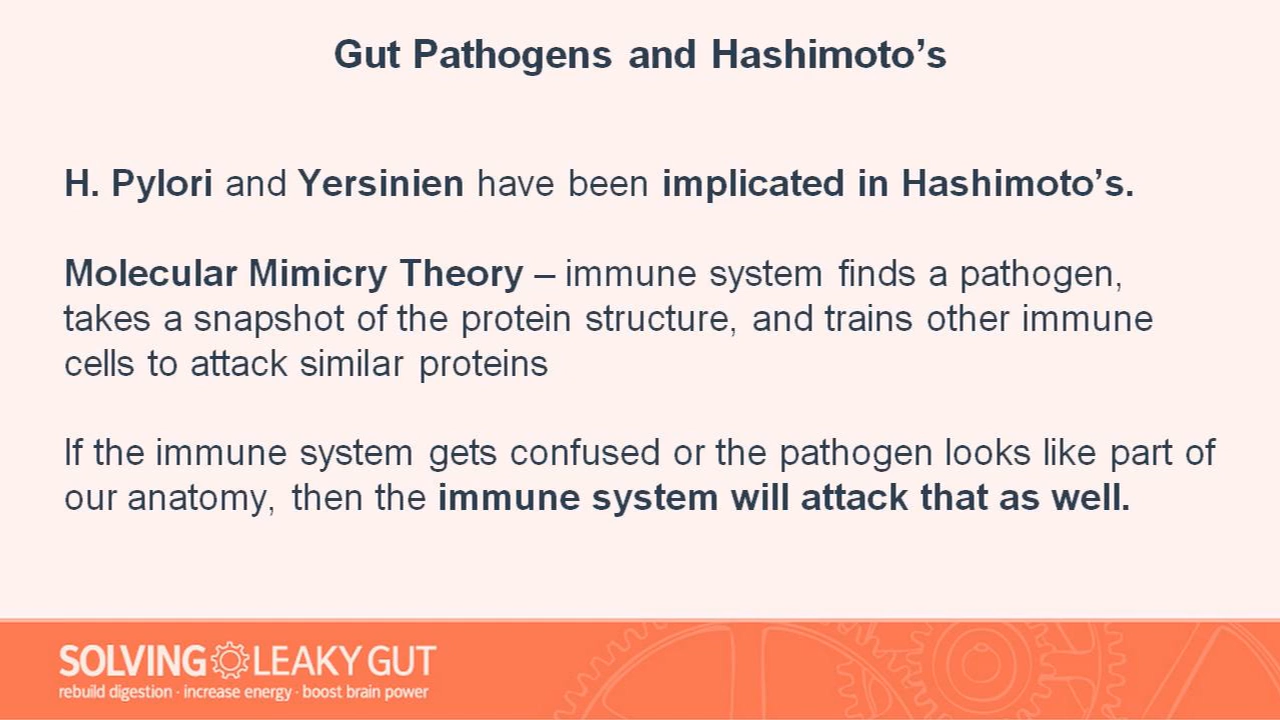 Gut Pathogens and Hashimoto’s
H. Pylori and Yersinien have been implicated in Hashimoto’s.
Molecular Mimicry Theory – immune system finds a pathogen,
takes a snapshot of the protein structure, and trains other immune
cells to attack similar proteins
If the immune system gets confused or the pathogen looks like part of
our anatomy, then the immune system will attack that as well.
SOLVING LEAKY GUT
rebuild digestion · increase energy · boost brain power